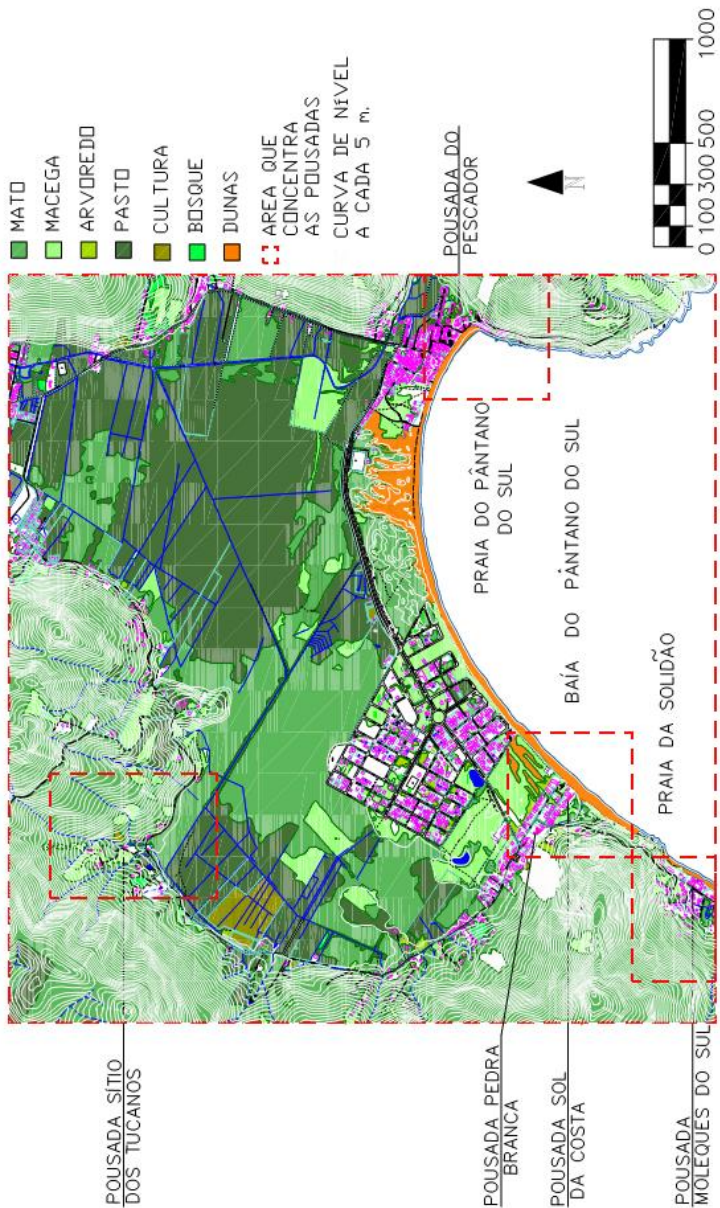 MATO
MACEGA
ARVOREDO
PASTO
CULTURA
BOSQUE
DUNAS
AREA QUE
CONCENTRA
AS POUSADAS
CURVA DE NÍVEL
A CADA 5 m.
POUSADA DO
PESCADOR
N
0 100 300 500 1000
PRAIA DO PÂNTANO
DO SUL
BAÍA DO PÂNTANO DO SUL
PRAIA DA SOLIDÃO
POUSADA SÍTIO
DOS TUCANOS
POUSADA PEDRA
BRANCA
POUSADA SOL
DA COSTA
POUSADA
MOLEQUES DO SUL